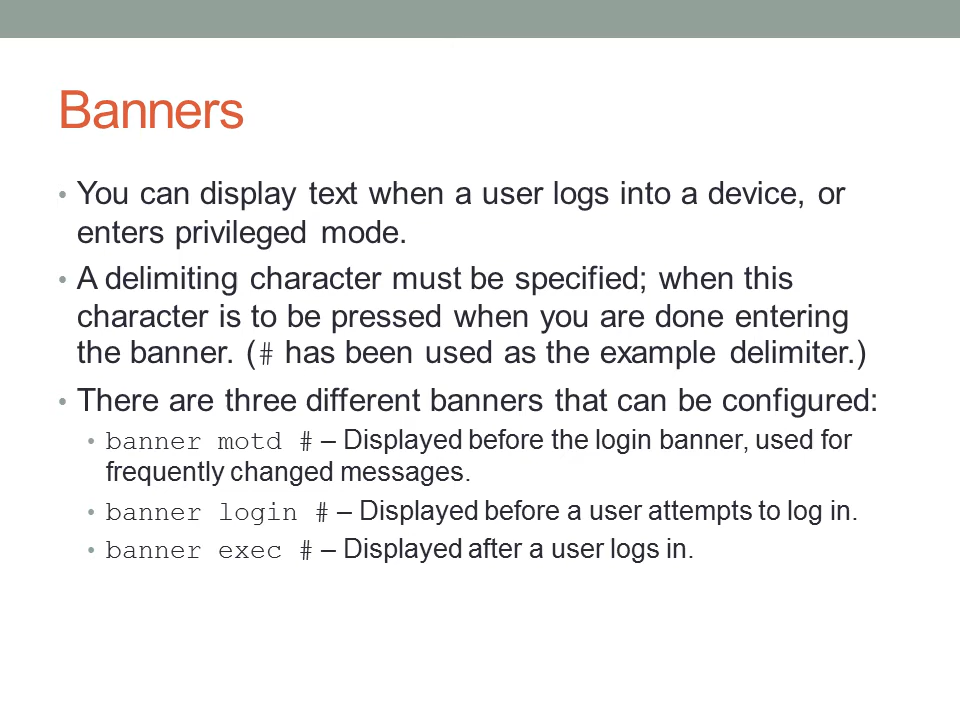 Banners
• You can display text when a user logs into a device, or
enters privileged mode.
• A delimiting character must be specified; when this
character is to be pressed when you are done entering
the banner. (# has been used as the example delimiter.)
• There are three different banners that can be configured:
• banner motd # – Displayed before the login banner, used for
frequently changed messages.
• banner login # – Displayed before a user attempts to log in.
• banner exec # – Displayed after a user logs in.